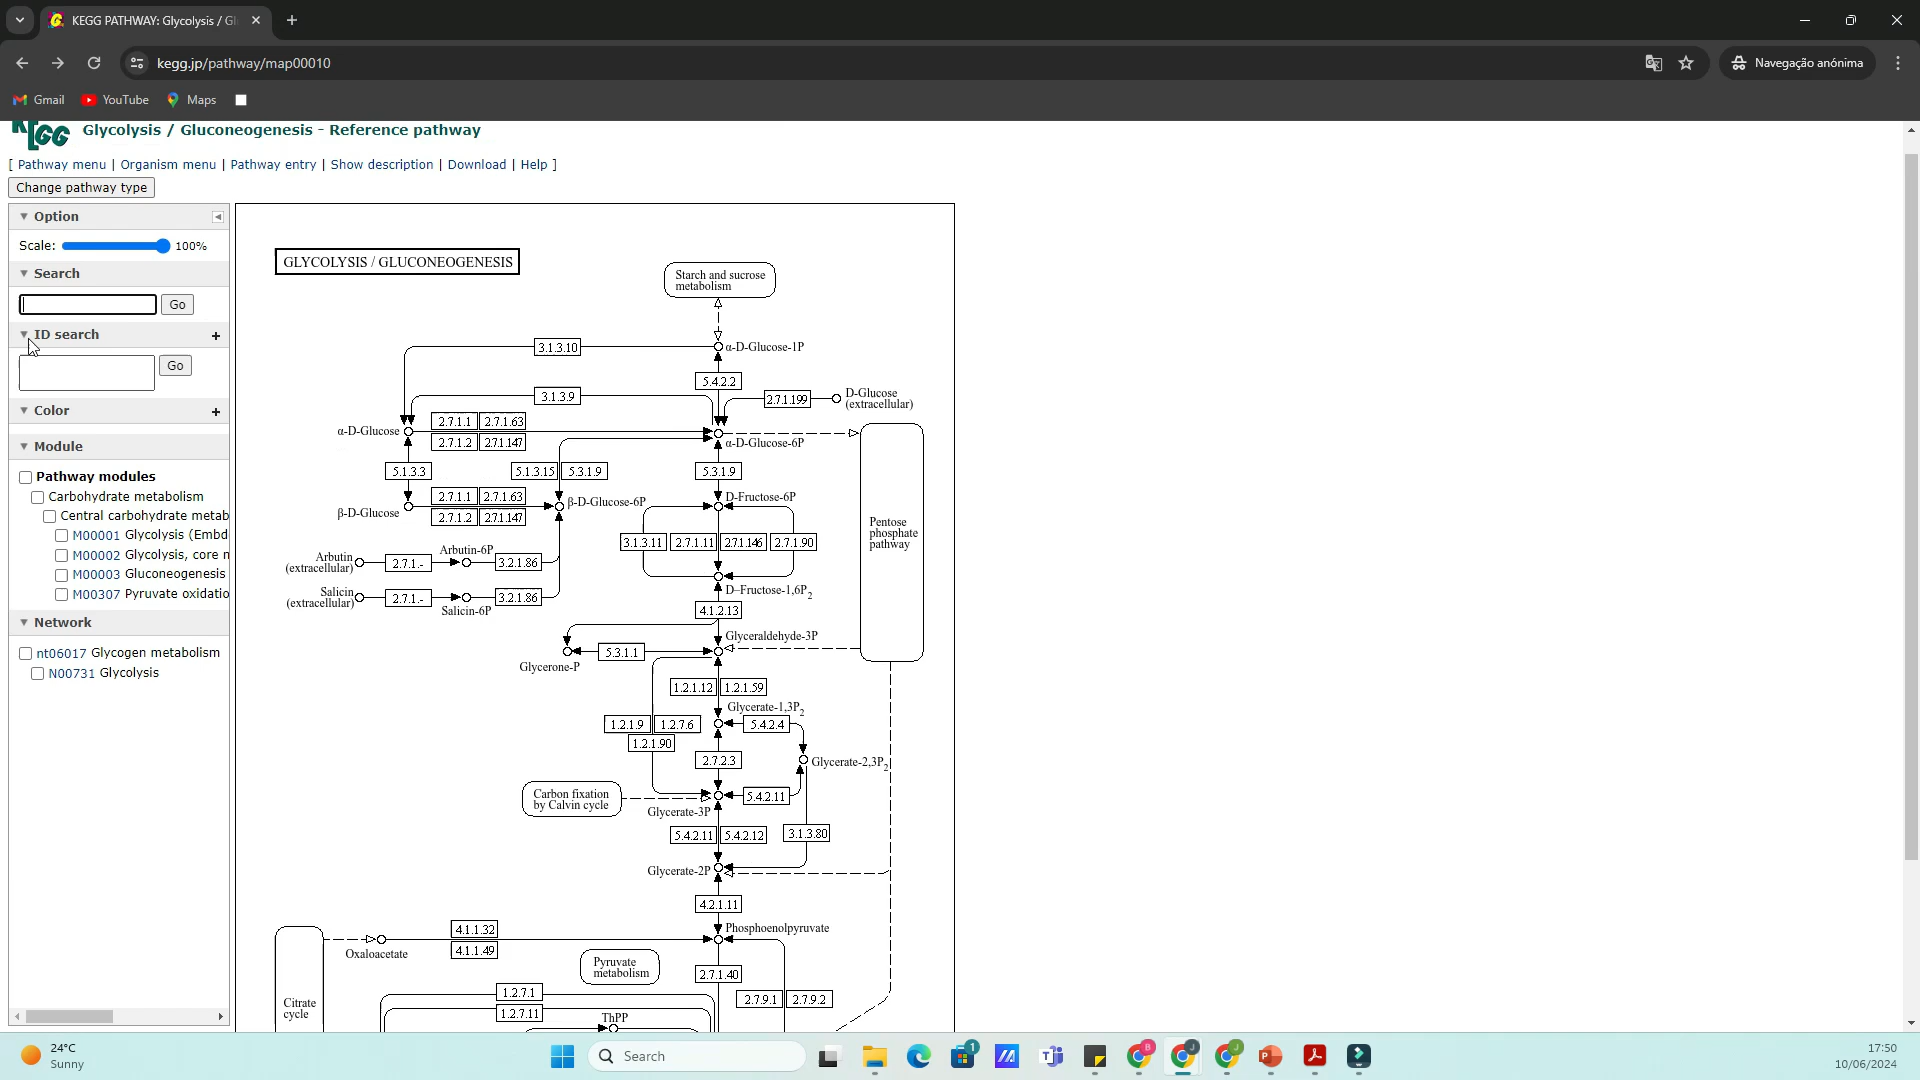 KEGG PATHWAY: Glycolysis / Gl
kegg.jp/pathway/map00010
Navegação anónima
Gmail
YouTube
Maps
KEGG
Glycolysis / Gluconeogenesis - Reference pathway
[ Pathway menu | Organism menu | Pathway entry | Show description | Download | Help ]
Change pathway type
Option
Scale: 100%
Search
Go
ID search +
Go
Color +
Module
Pathway modules
Carbohydrate metabolism
Central carbohydrate metab
M00001 Glycolysis (Embd
M00002 Glycolysis, core
M00003 Gluconeogenesis
M00307 Pyruvate oxidatio
Network
nt06017 Glycogen metabolism
N00731 Glycolysis
GLYCOLYSIS / GLUCONEOGENESIS
Starch and sucrose
metabolism
3.1.3.10
α-D-Glucose-1P
5.4.2.2
3.1.3.9
2.7.1.199
D-Glucose
(extracellular)
2.7.1.1
2.7.1.63
α-D-Glucose
2.7.1.2
2.7.1.147
α-D-Glucose-6P
5.1.3.3
5.1.3.15
5.3.1.9
5.3.1.9
2.7.1.1
2.7.1.63
β-D-Glucose-6P
D-Fructose-6P
β-D-Glucose
2.7.1.2
2.7.1.147
Pentose
phosphate
pathway
3.1.3.11
2.7.1.11
2.7.1.146
2.7.1.90
Arbutin
(extracellular)
2.7.1.-
Arbutin-6P
3.2.1.86
D-Fructose-1,6P2
Salicin
(extracellular)
2.7.1.-
Salicin-6P
3.2.1.86
4.1.2.13
Glyceraldehyde-3P
5.3.1.1
Glycerone-P
1.2.1.12
1.2.1.59
Glycerate-1,3P2
1.2.1.9
1.2.7.6
5.4.2.4
1.2.1.90
2.7.2.3
Glycerate-2,3P2
Carbon fixation
by Calvin cycle
5.4.2.11
Glycerate-3P
5.4.2.11
5.4.2.12
3.1.3.80
Glycerate-2P
4.2.1.11
4.1.1.32
Phosphoenolpyruvate
4.1.1.49
Oxaloacetate
Pyruvate
metabolism
2.7.1.40
1.2.7.1
2.7.9.1
2.7.9.2
Citrate
cycle
1.2.7.11
ThPP
24°C
Sunny
Search
1
B
J
J
17:50
10/06/2024